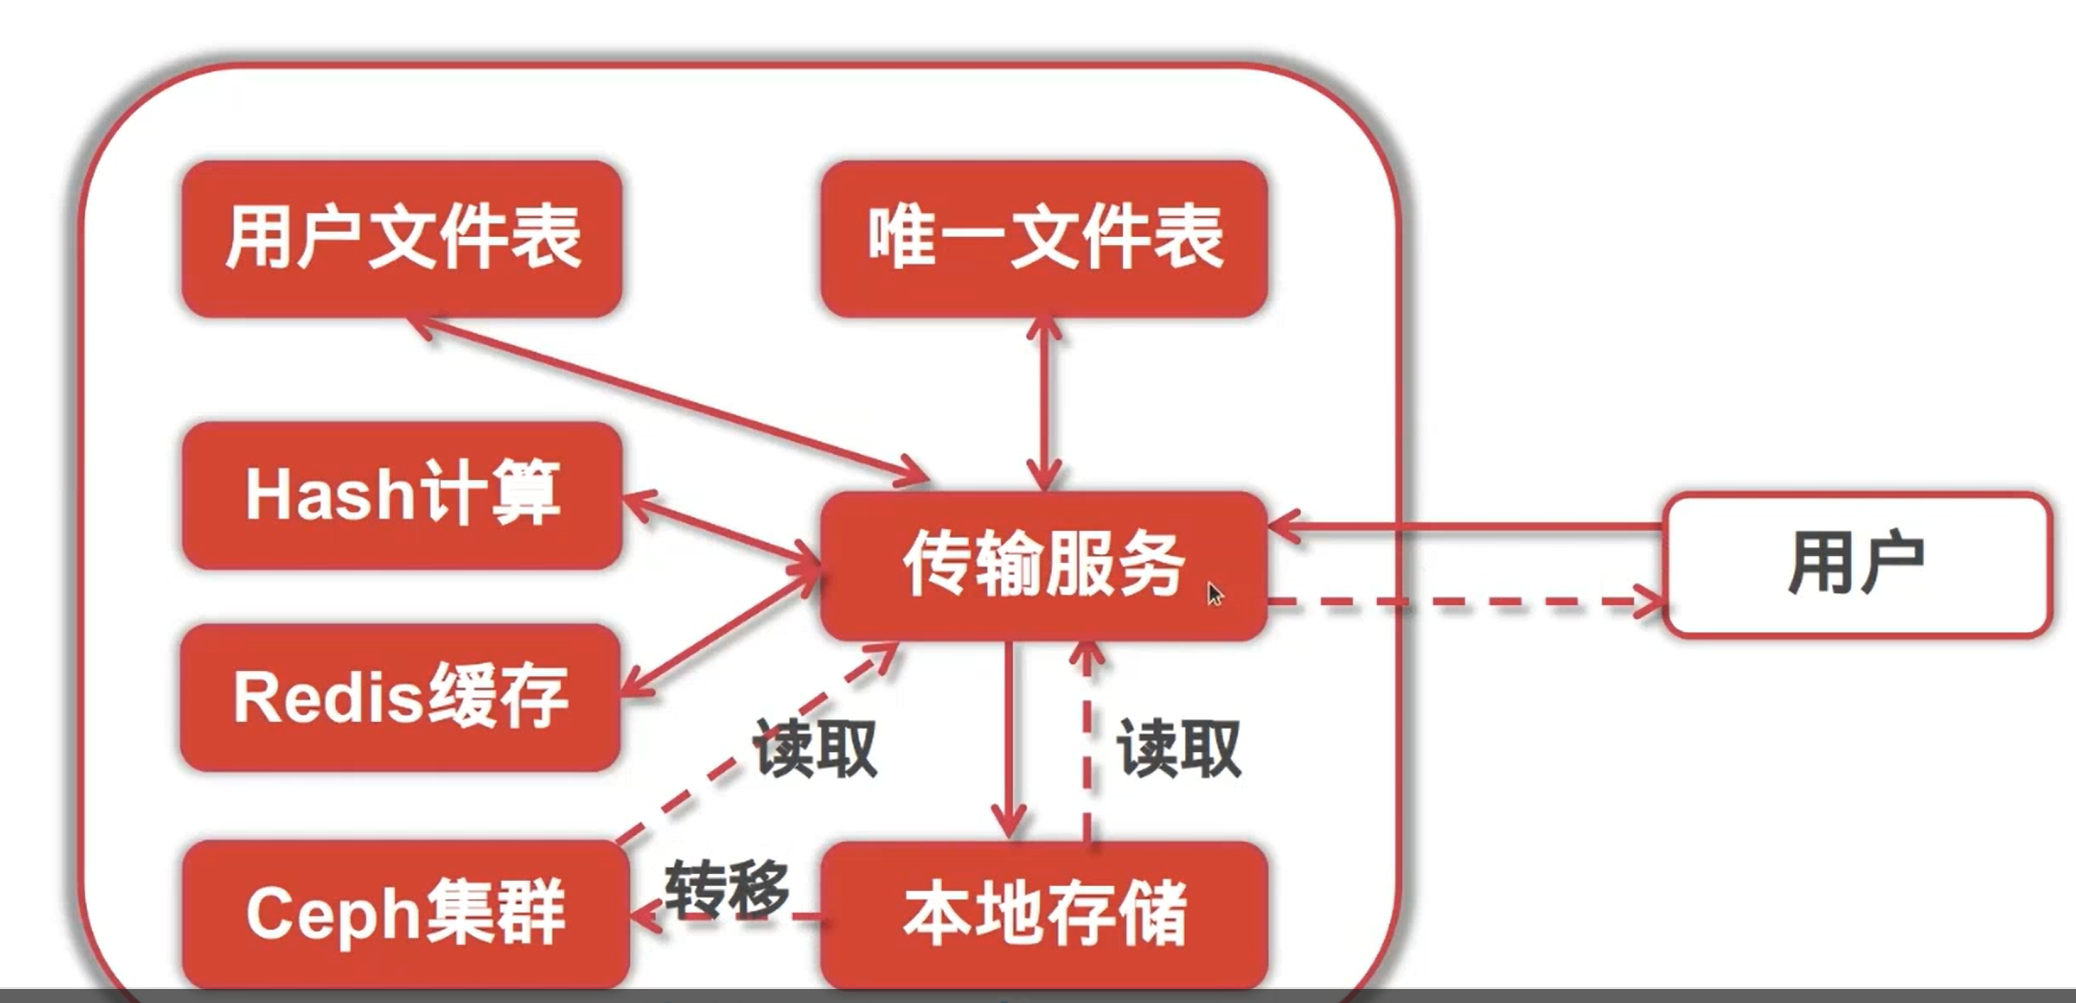 用户文件表
唯一文件表
Hash计算
传输服务
用户
Redis缓存
读取
读取
Ceph集群
转移
本地存储